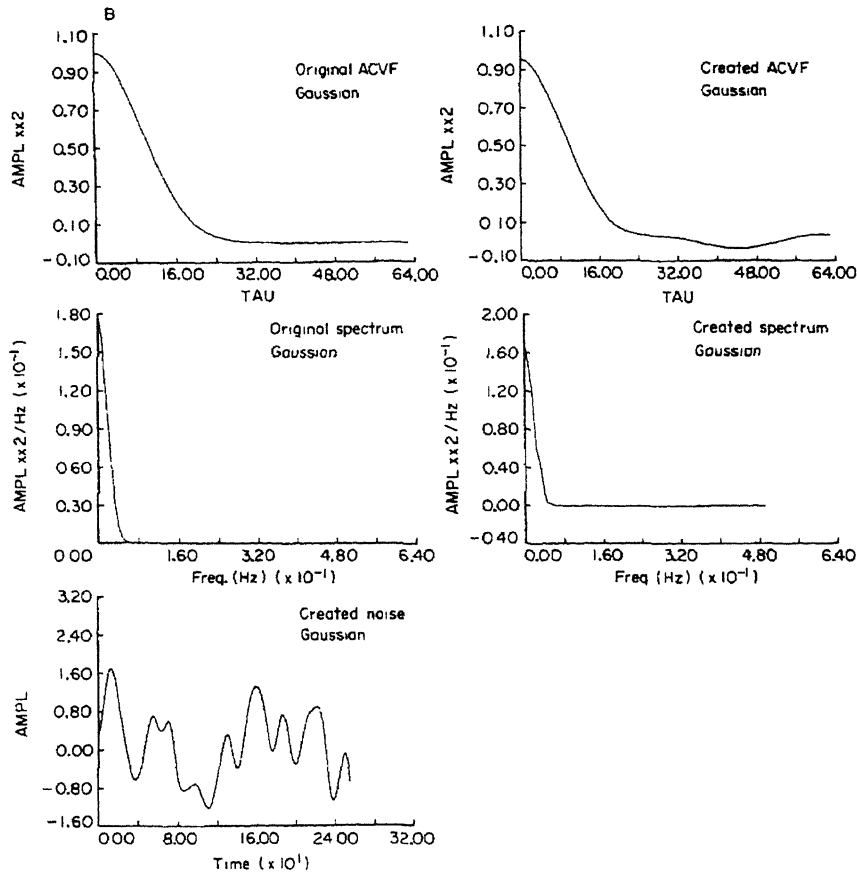 B
1.10
0.90
0.70
0.50
0.30
0.10
-0.10
AMPL xx2
Original ACVF
Gaussian
0.00 16.00 32.00 48.00 64.00
TAU
1.10
0.90
0.70
0.50
0.30
0.10
-0.10
AMPL xx2
Created ACVF
Gaussian
0.00 16.00 32.00 48.00 64.00
TAU
1.80
1.50
1.20
0.90
0.60
0.30
0 00
AMPL xx2/Hz (x10⁻¹)
Original spectrum
Gaussian
1.60 3.20 4.80 6.40
Freq. (Hz) (x10⁻¹)
2.00
1.60
1.20
0.80
0.40
0.00
-0.40
AMPL xx2/Hz (x10⁻¹)
Created spectrum
Gaussian
0.00 1.60 3.20 4.80 6.40
Freq (Hz) (x10⁻¹)
3.20
2.40
1.60
0.80
0.00
-0.80
-1.60
AMPL
Created noise
Gaussian
0.00 8.00 16.00 24 00 32.00
Time (x10¹)